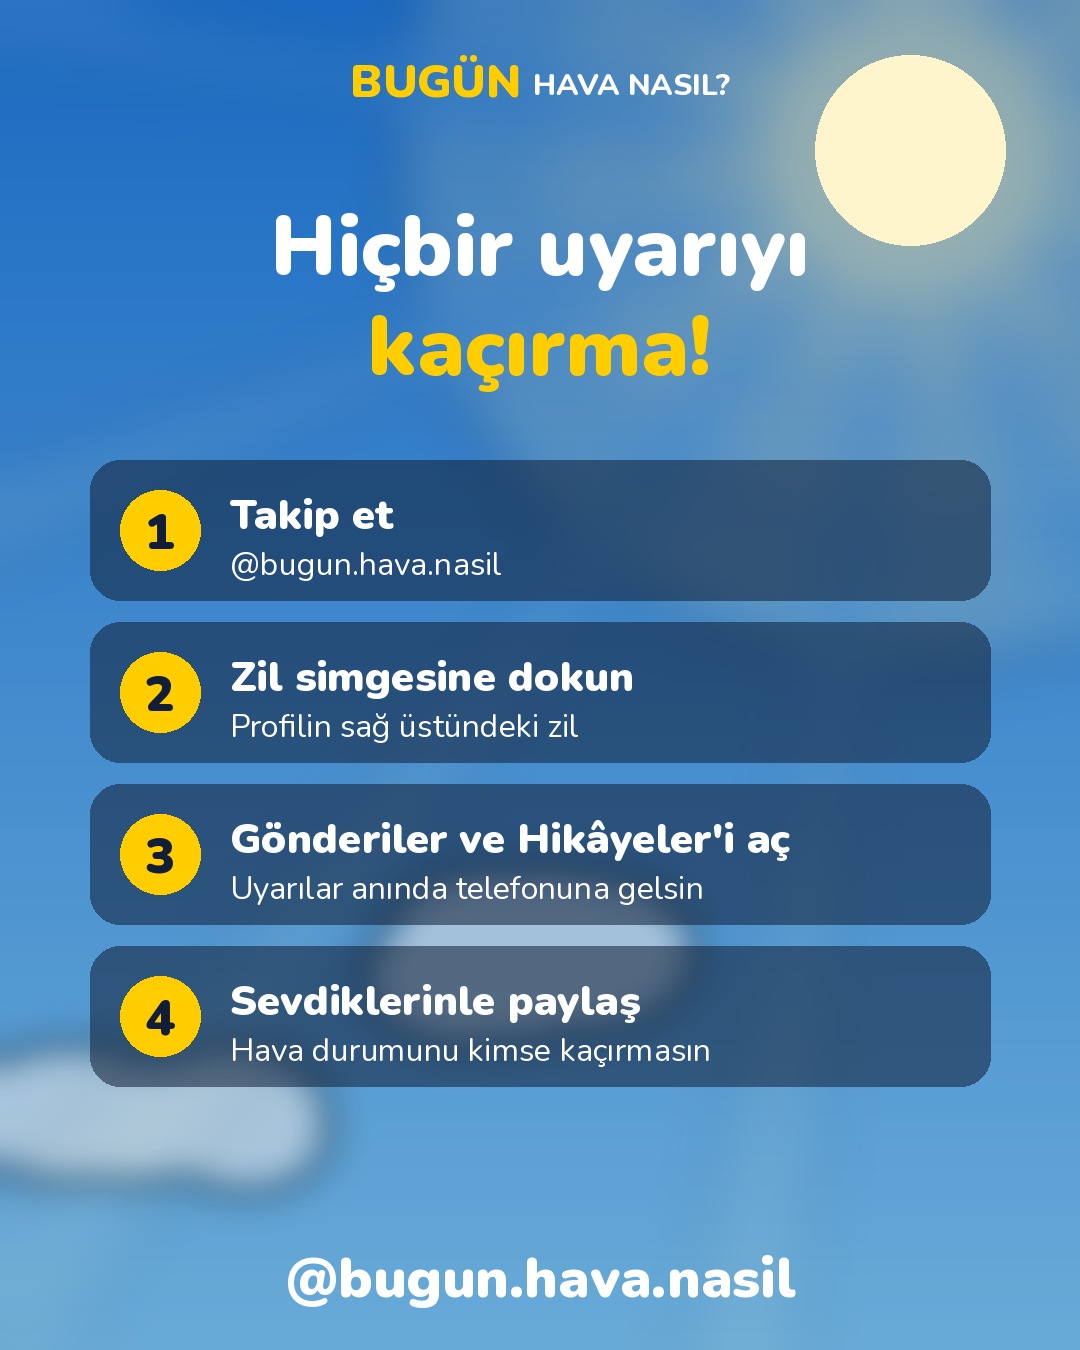 BUGÜN HAVA NASIL?
Hiçbir uyarıyı
kaçırma!
1
Takip et
@bugun.hava.nasil
2
Zil simgesine dokun
Profilin sağ üstündeki zil
3
Gönderiler ve Hikâyeler'i aç
Uyarılar anında telefonuna gelsin
4
Sevdiklerinle paylaş
Hava durumunu kimse kaçırmasın
@bugun.hava.nasil